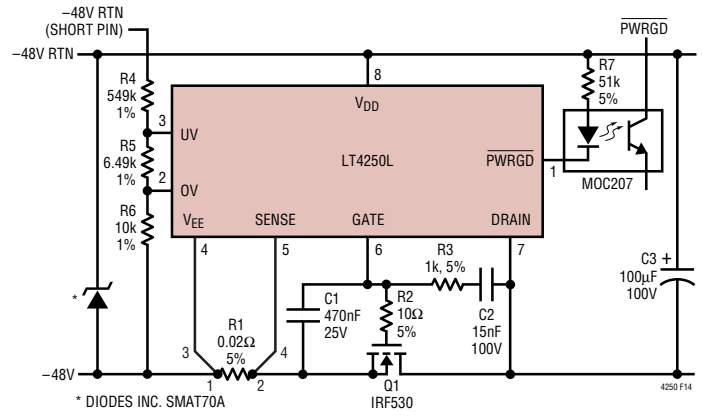 –48V RTN
(SHORT PIN)
–48V RTN
PWRGD
R4
549k
1%
R5
6.49k
1%
R6
10k
1%
8
VDD
3
UV
2
OV
LT4250L
PWRGD
1
R7
51k
5%
MOC207
VEE
SENSE
GATE
DRAIN
4
5
6
7
C1
470nF
25V
R3
1k, 5%
R2
10Ω
5%
C2
15nF
100V
C3 +
100µF
100V
*
R1
0.02Ω
5%
3
4
1
2
–48V
Q1
IRF530
* DIODES INC. SMAT70A
4250 F14